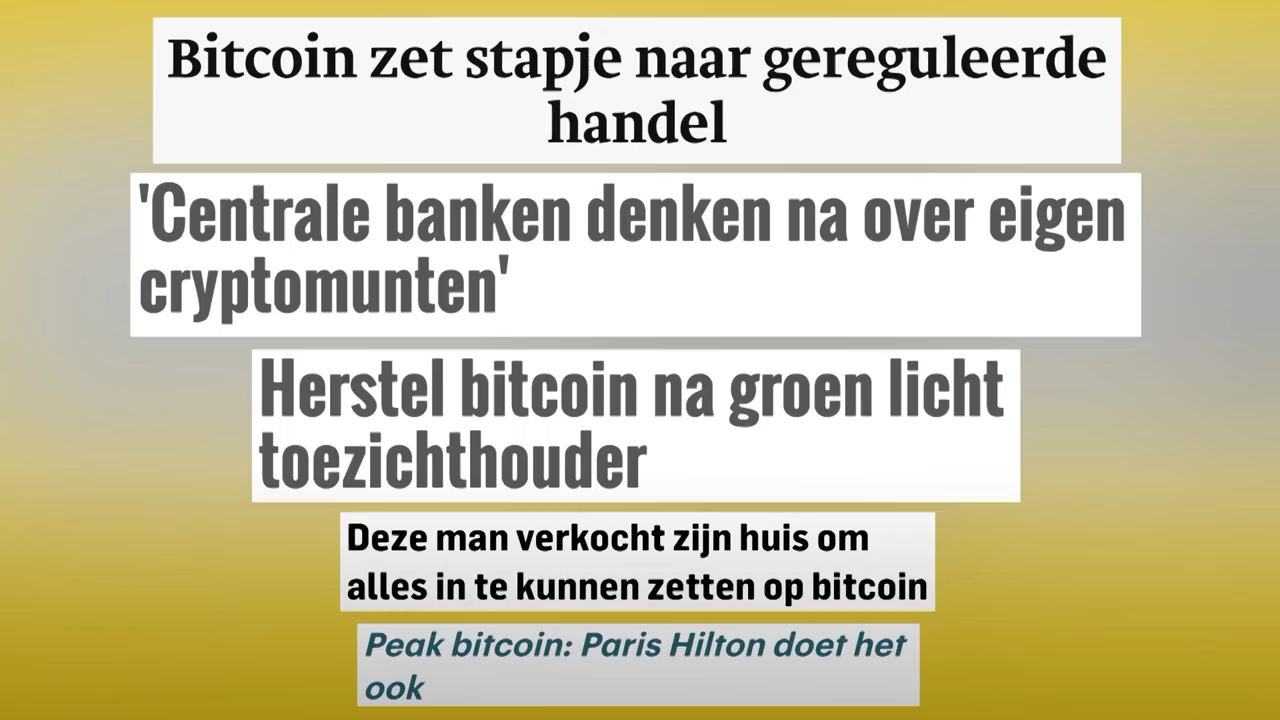 Bitcoin zet stapje naar gereguleerde
handel
'Centrale banken denken na over eigen
cryptomunten'
Herstel bitcoin na groen licht
toezichthouder
Deze man verkocht zijn huis om
alles in te kunnen zetten op bitcoin
Peak bitcoin: Paris Hilton doet het
ook